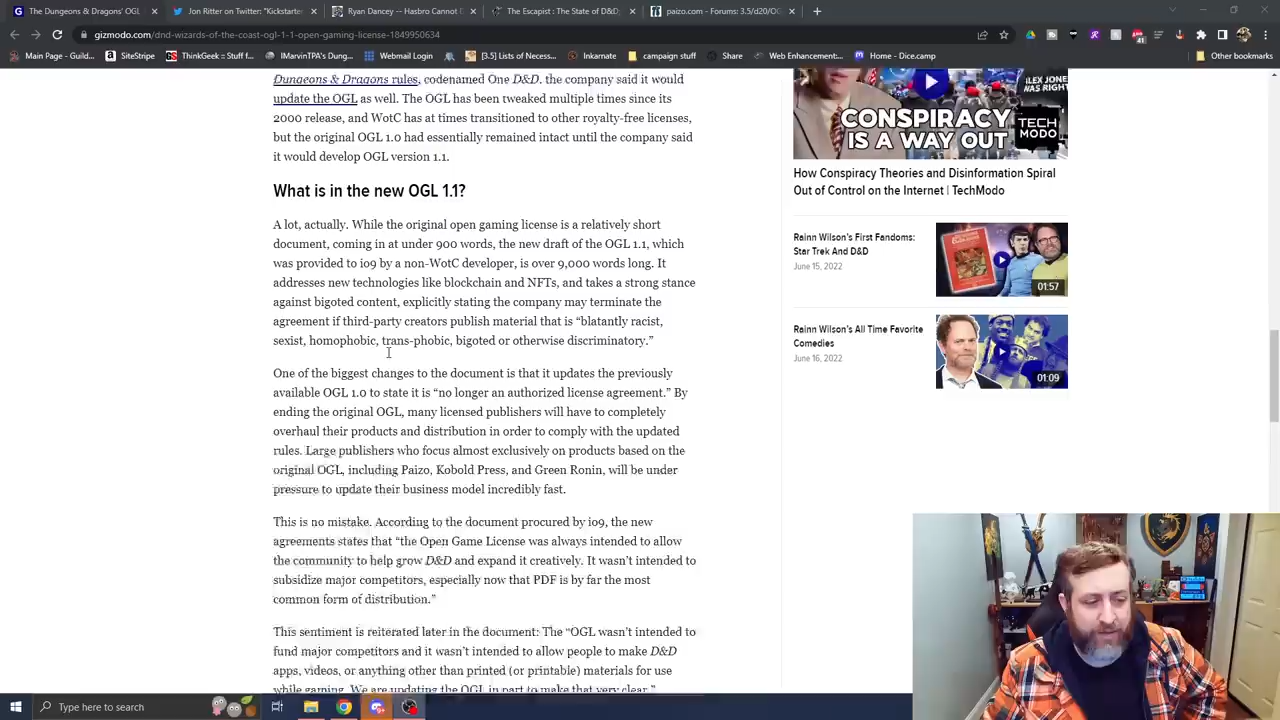 The Dungeons & Dragons' OGL
Jon Ritter on Twitter: "Kickstarte
Ryan Dancey -- Hasbro Cannot D
The Escapist : The State of D&D:
paizo.com - Forums: 3.5/d20/OG
gizmodo.com/dnd-wizards-of-the-coast-ogl-1-1-open-gaming-license-1849950634
Main Page - Guild...
SiteStripe
ThinkGeek :: Stuff f...
IMarvinTPA's Dung...
Webmail Login
[3.5] Lists of Necess...
Inkarnate
campaign stuff
Share
Web Enhancement...
Home - Dice.camp
Other bookmarks
Dungeons & Dragons rules, codenamed One D&D, the company said it would
update the OGL as well. The OGL has been tweaked multiple times since its
2000 release, and WotC has at times transitioned to other royalty-free licenses,
but the original OGL 1.0 had essentially remained intact until the company said
it would develop OGL version 1.1.
What is in the new OGL 1.1?
A lot, actually. While the original open gaming license is a relatively short
document, coming in at under 900 words, the new draft of the OGL 1.1, which
was provided to io9 by a non-WotC developer, is over 9,000 words long. It
addresses new technologies like blockchain and NFTs, and takes a strong stance
against bigoted content, explicitly stating the company may terminate the
agreement if third-party creators publish material that is “blatantly racist,
sexist, homophobic, trans-phobic, bigoted or otherwise discriminatory.”
One of the biggest changes to the document is that it updates the previously
available OGL 1.0 to state it is “no longer an authorized license agreement.” By
ending the original OGL, many licensed publishers will have to completely
overhaul their products and distribution in order to comply with the updated
rules. Large publishers who focus almost exclusively on products based on the
original OGL, including Paizo, Kobold Press, and Green Ronin, will be under
pressure to update their business model incredibly fast.
This is no mistake. According to the document procured by io9, the new
agreements states that “the Open Game License was always intended to allow
the community to help grow D&D and expand it creatively. It wasn't intended to
subsidize major competitors, especially now that PDF is by far the most
common form of distribution.”
This sentiment is reiterated later in the document: The “OGL wasn't intended to
fund major competitors and it wasn't intended to allow people to make D&D
apps, videos, or anything other than printed (or printable) materials for use
while gaming. We are updating the OGL in part to make that very clear.”
ALEX JONES
WAS RIGHT
CONSPIRACY
IS A WAY OUT
TECH
MODO
How Conspiracy Theories and Disinformation Spiral
Out of Control on the Internet | TechModo
Rainn Wilson's First Fandoms:
Star Trek And D&D
June 15, 2022
01:57
Rainn Wilson's All Time Favorite
Comedies
June 16, 2022
01:09
Type here to search